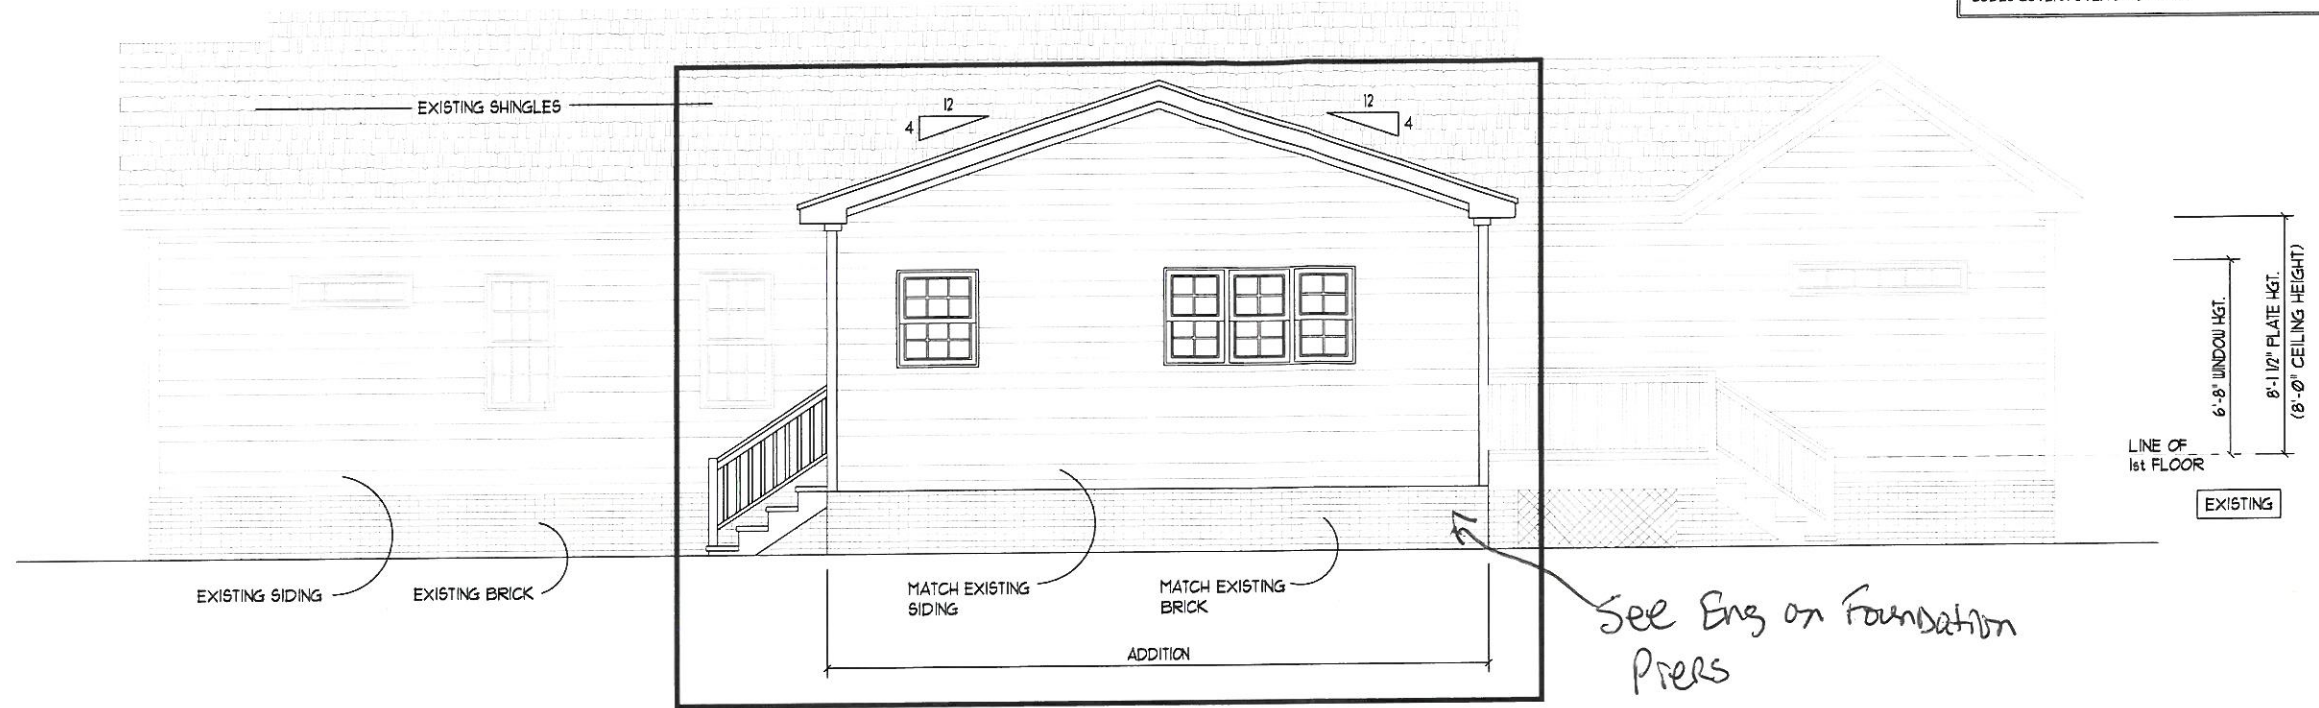 EXISTING SHINGLES
12
4
12
4
6'-8" WINDOW HGT.
8'-1 1/2" PLATE HGT.
(8'-0" CEILING HEIGHT)
LINE OF
1st FLOOR
EXISTING
EXISTING SIDING
EXISTING BRICK
MATCH EXISTING
SIDING
MATCH EXISTING
BRICK
ADDITION
See Eng on Foundation
Piers